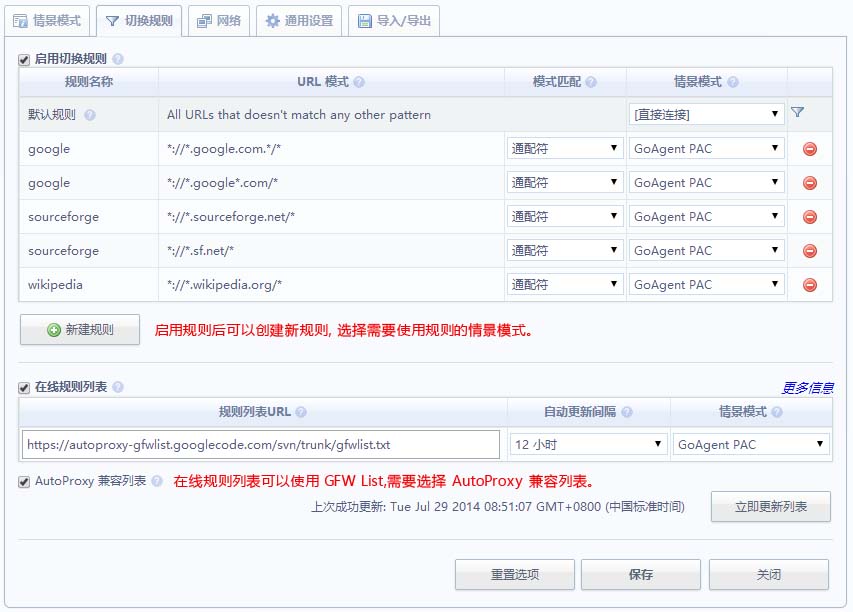 情景模式 切换规则 网络 通用设置 导入/导出
启用切换规则
规则名称 URL 模式 模式匹配 情景模式
默认规则 All URLs that doesn't match any other pattern [直接连接]
google *://*.google.com.*/* 通配符 GoAgent PAC
google *://*.google*.com/* 通配符 GoAgent PAC
sourceforge *://*.sourceforge.net/* 通配符 GoAgent PAC
sourceforge *://*.sf.net/* 通配符 GoAgent PAC
wikipedia *://*.wikipedia.org/* 通配符 GoAgent PAC
新建规则 启用规则后可以创建新规则, 选择需要使用规则的情景模式。
在线规则列表 更多信息
规则列表URL 自动更新间隔 情景模式
https://autoproxy-gfwlist.googlecode.com/svn/trunk/gfwlist.txt 12 小时 GoAgent PAC
AutoProxy 兼容列表 在线规则列表可以使用 GFW List,需要选择 AutoProxy 兼容列表。
上次成功更新: Tue Jul 29 2014 08:51:07 GMT+0800 (中国标准时间) 立即更新列表
重置选项 保存 关闭